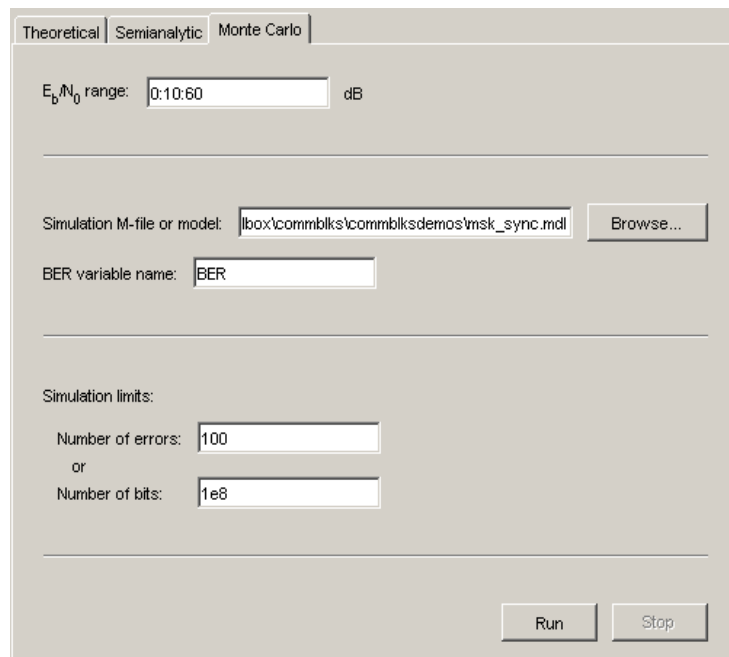 Theoretical Semianalytic Monte Carlo
Eb/N0 range: 0:10:60 dB
Simulation M-file or model: lbox\commblks\commblksdemos\msk_sync.mdl Browse...
BER variable name: BER
Simulation limits:
Number of errors: 100
or
Number of bits: 1e8
Run Stop